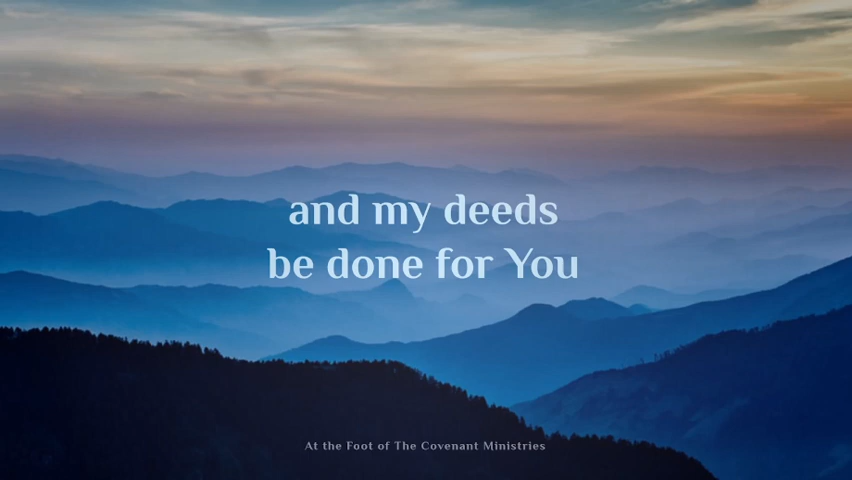 and my deeds
be done for You
At the Foot of The Covenant Ministries